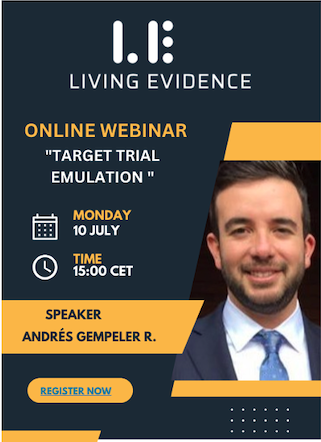 L.E
LIVING EVIDENCE
ONLINE WEBINAR
"TARGET TRIAL
EMULATION "
MONDAY
10 JULY
TIME
15:00 CET
SPEAKER
ANDRÉS GEMPELER R.
REGISTER NOW